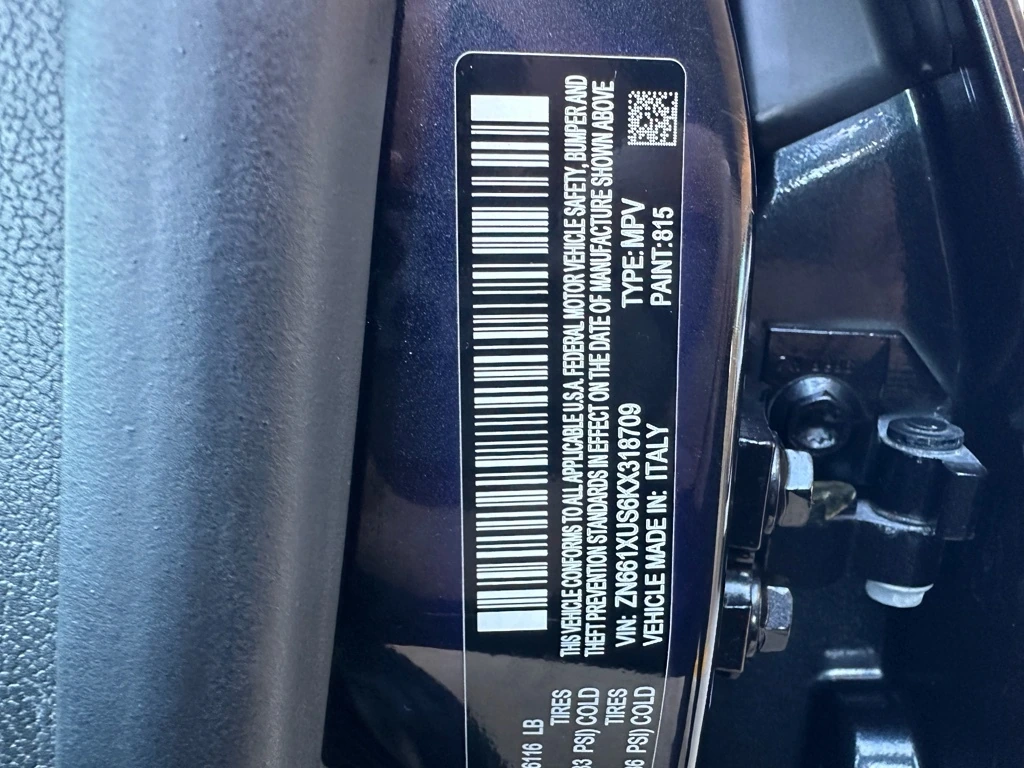 6116 LB
TIRES
PSI) COLD
TIRES
PSI) COLD
THIS VEHICLE CONFORMS TO ALL APPLICABLE U.S.A. FEDERAL MOTOR VEHICLE SAFETY, BUMPER AND
THEFT PREVENTION STANDARDS IN EFFECT ON THE DATE OF MANUFACTURE SHOWN ABOVE
VIN: ZN661XUS6KX318709 TYPE: MPV
VEHICLE MADE IN: ITALY PAINT:815